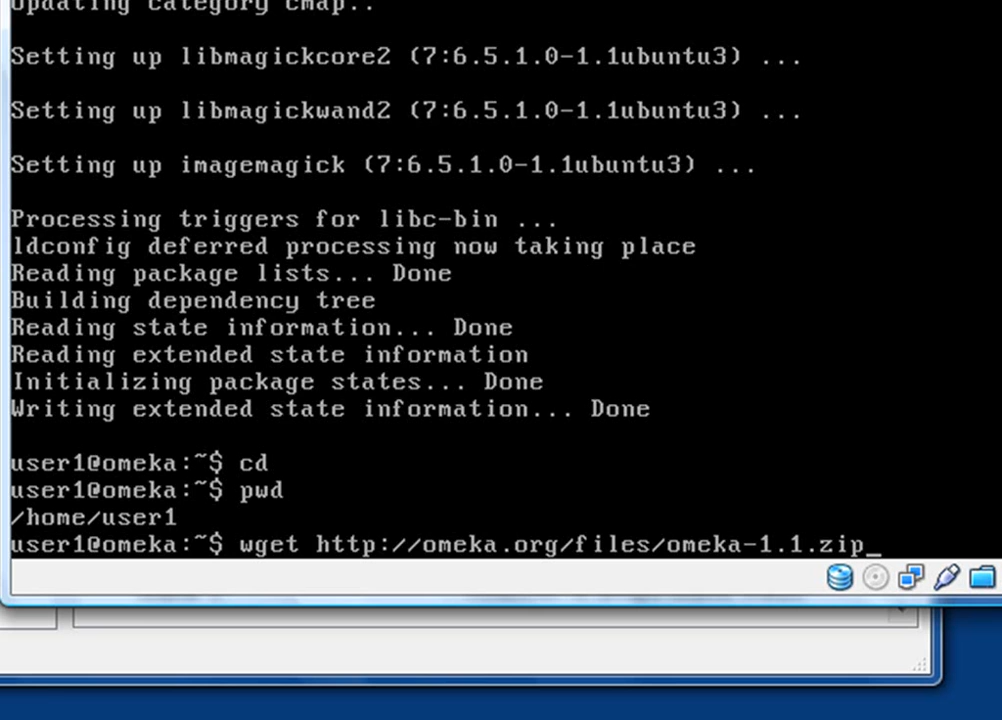 Updating category cmap..
Setting up libmagickcore2 (7:6.5.1.0-1.1ubuntu3) ...
Setting up libmagickwand2 (7:6.5.1.0-1.1ubuntu3) ...
Setting up imagemagick (7:6.5.1.0-1.1ubuntu3) ...
Processing triggers for libc-bin ...
ldconfig deferred processing now taking place
Reading package lists... Done
Building dependency tree
Reading state information... Done
Reading extended state information
Initializing package states... Done
Writing extended state information... Done
user1@omeka:~$ cd
user1@omeka:~$ pwd
/home/user1
user1@omeka:~$ wget http://omeka.org/files/omeka-1.1.zip_